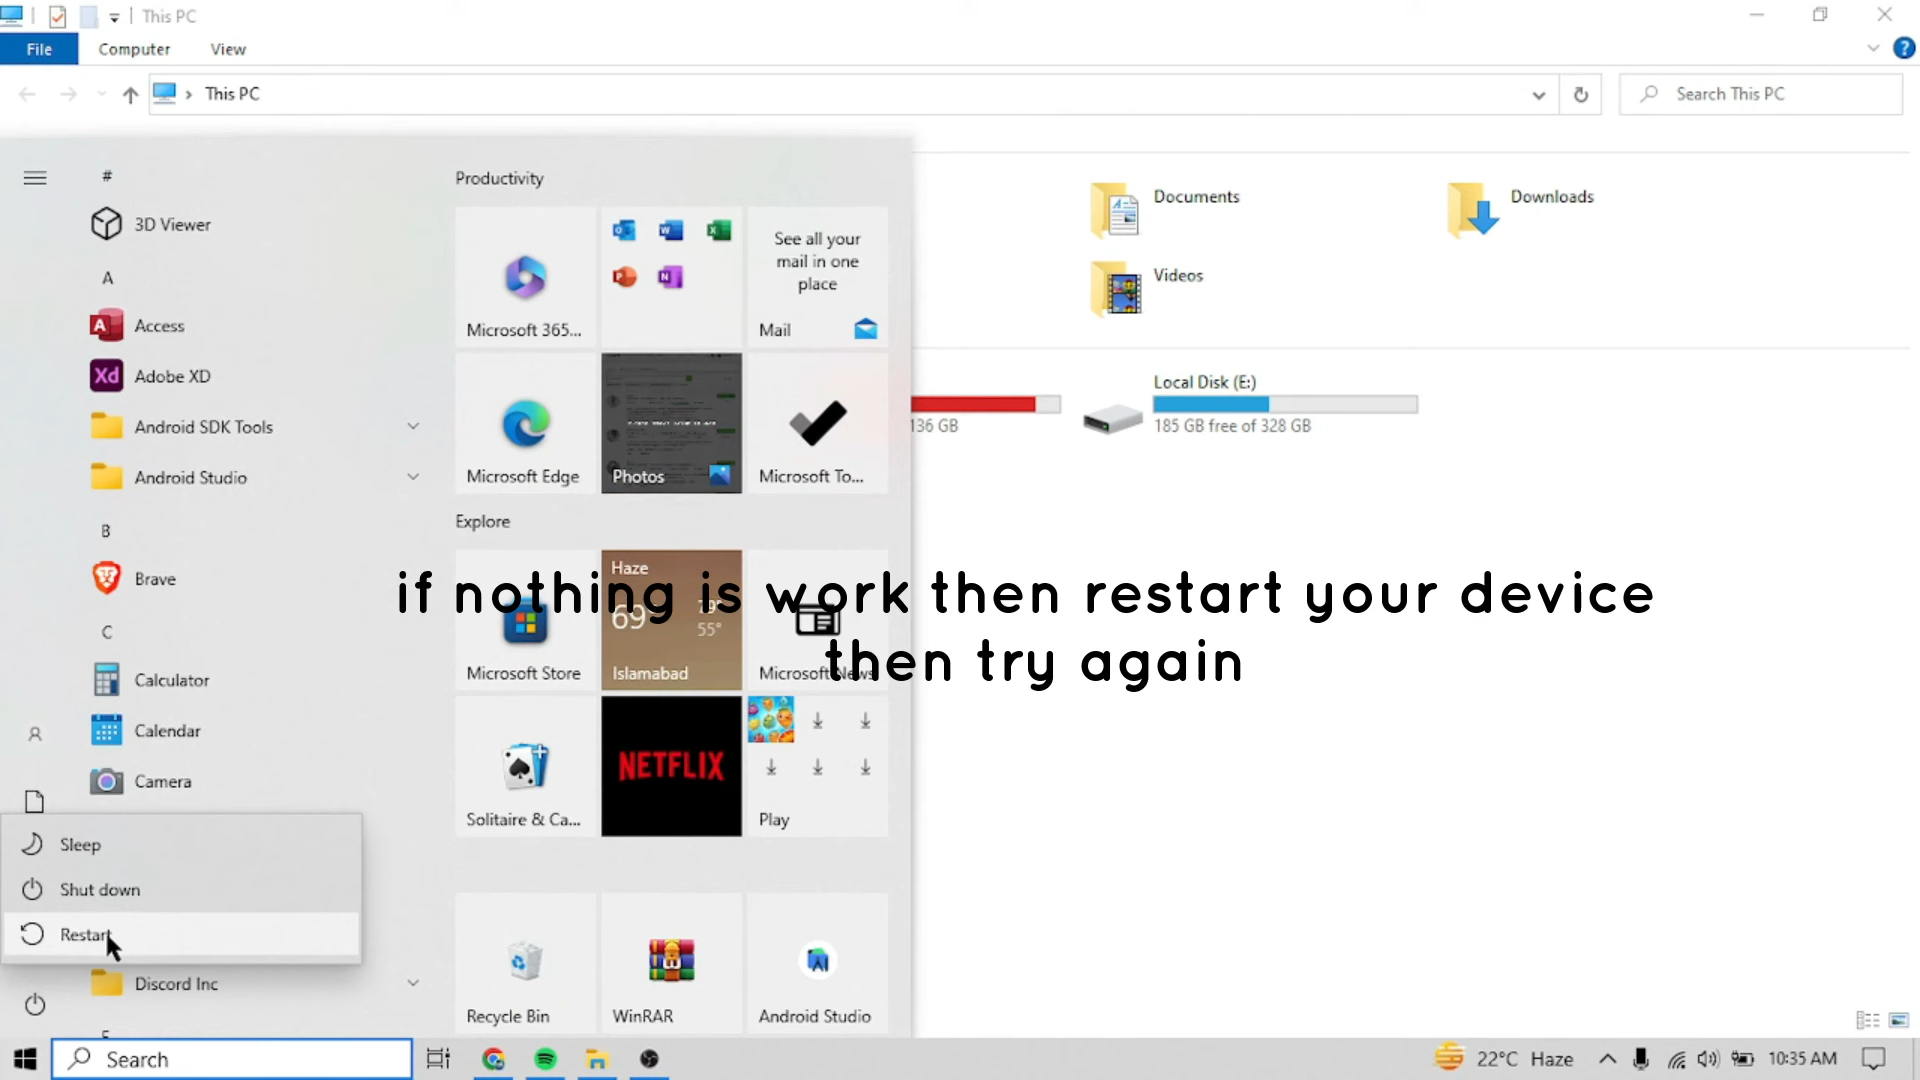 This PC
File
Computer
View
This PC
Search This PC
#
3D Viewer
A
Access
Adobe XD
Android SDK Tools
Android Studio
B
Brave
C
Calculator
Calendar
Camera
Sleep
Shut down
Restart
Discord Inc
Productivity
Microsoft 365...
See all your
mail in one
place
Mail
Microsoft Edge
Photos
Microsoft To...
Explore
Microsoft Store
Haze
69°
79°
55°
Islamabad
Microsoft News
Solitaire & Ca...
NETFLIX
Play
Recycle Bin
WinRAR
Android Studio
Documents
Downloads
Videos
136 GB
Local Disk (E:)
185 GB free of 328 GB
if nothing is work then restart your device
then try again
Search
22°C Haze
10:35 AM